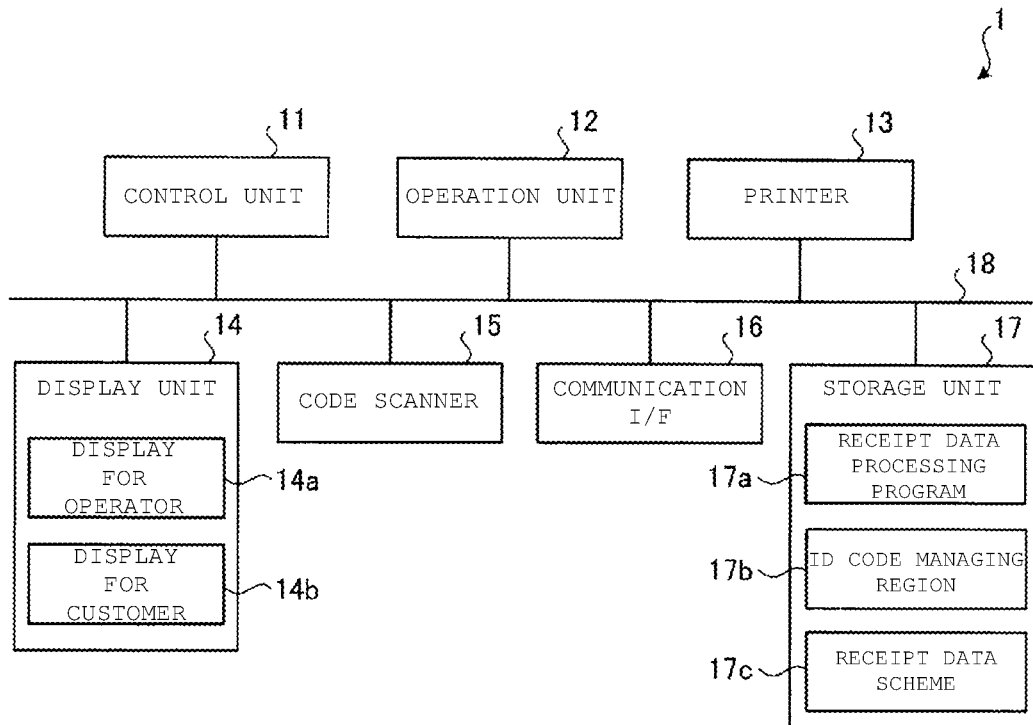 1
11
12
13
CONTROL UNIT
OPERATION UNIT
PRINTER
18
14
15
16
17
DISPLAY UNIT
DISPLAY
FOR
OPERATOR
14a
DISPLAY
FOR
CUSTOMER
14b
CODE SCANNER
COMMUNICATION
I/F
STORAGE UNIT
RECEIPT DATA
PROCESSING
PROGRAM
17a
ID CODE MANAGING
REGION
17b
RECEIPT DATA
SCHEME
17c